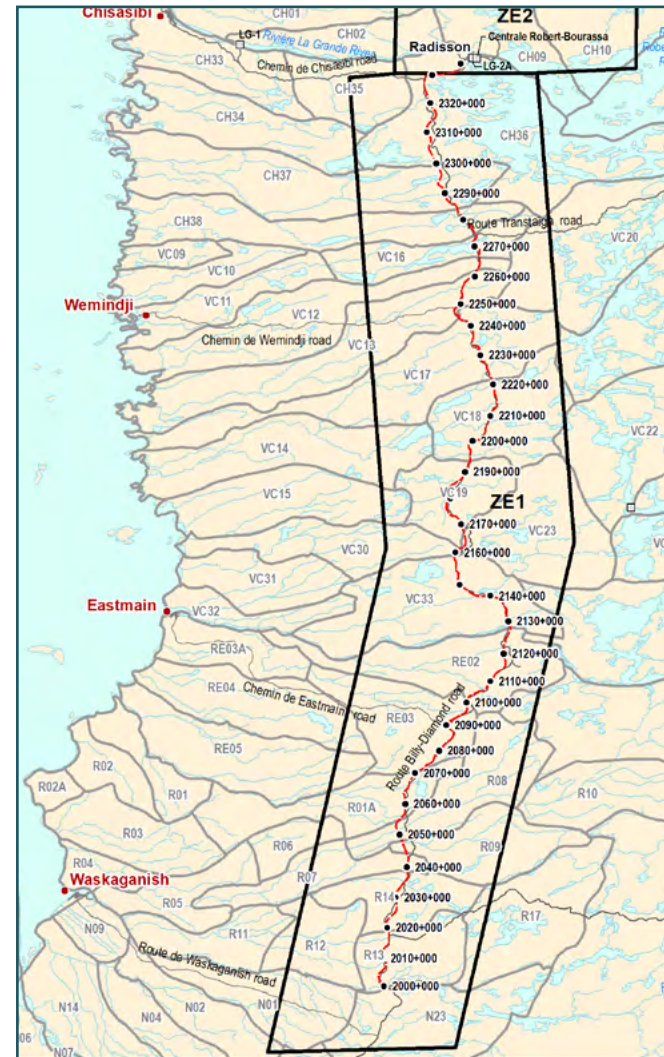 CH01
ZE2
Chisasibi
CH02
LG-1
Rivière La Grande River
Centrale Robert-Bourassa
Radisson
CH10
CH33
Chemin de Chisasibi road
LG-2A
CH09
CH35
2320+000
CH34
2310+000
CH36
2300+000
CH37
2290+000
CH38
Route Transtaiga road
VC20
2270+000
VC09
VC16
VC10
2260+000
VC11
Wemindji
VC12
2250+000
Chemin de Wemindji road
VC13
2240+000
2230+000
VC17
2220+000
VC18
2210+000
VC22
2200+000
VC14
2190+000
VC15
VC19
ZE1
2170+000
VC23
VC30
2160+000
VC31
VC33
2140+000
Eastmain
VC32
2130+000
RE03A
2120+000
RE02
RE04
2110+000
Chemin de Eastmain road
2100+000
RE03
2090+000
RE05
Route Billy-Diamond road
2080+000
R02
2070+000
R08
R02A
R01
R10
R01A
2060+000
R03
2050+000
R06
R09
R04
R07
2040+000
Waskaganish
R05
R14
2030+000
R17
N09
R11
2020+000
R12
Route de Waskaganish road
R13
2010+000
N14
N02
N01
2000+000
N04
N23
06
N07